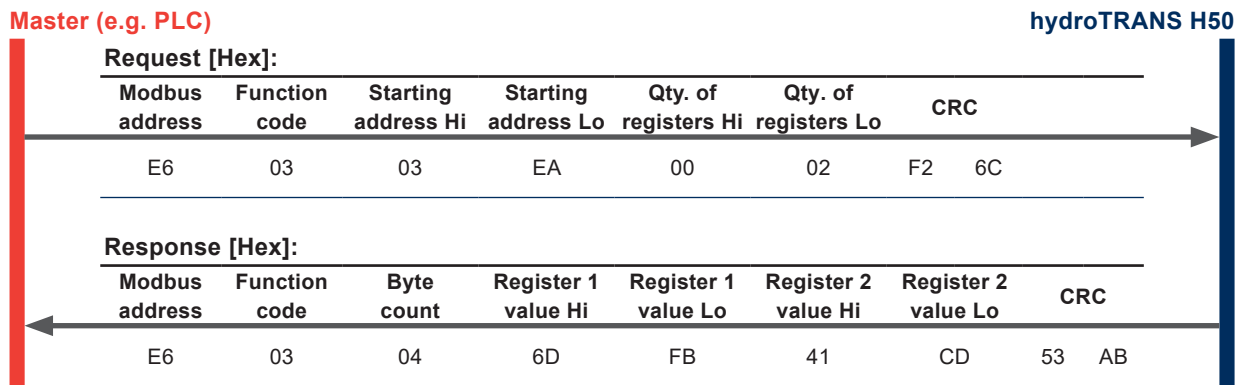 Master (e.g. PLC) hydroTRANS H50
Request [Hex]:
Modbus address Function code Starting address Hi Starting address Lo Qty. of registers Hi Qty. of registers Lo CRC
E6 03 03 EA 00 02 F2 6C
Response [Hex]:
Modbus address Function code Byte count Register 1 value Hi Register 1 value Lo Register 2 value Hi Register 2 value Lo CRC
E6 03 04 6D FB 41 CD 53 AB